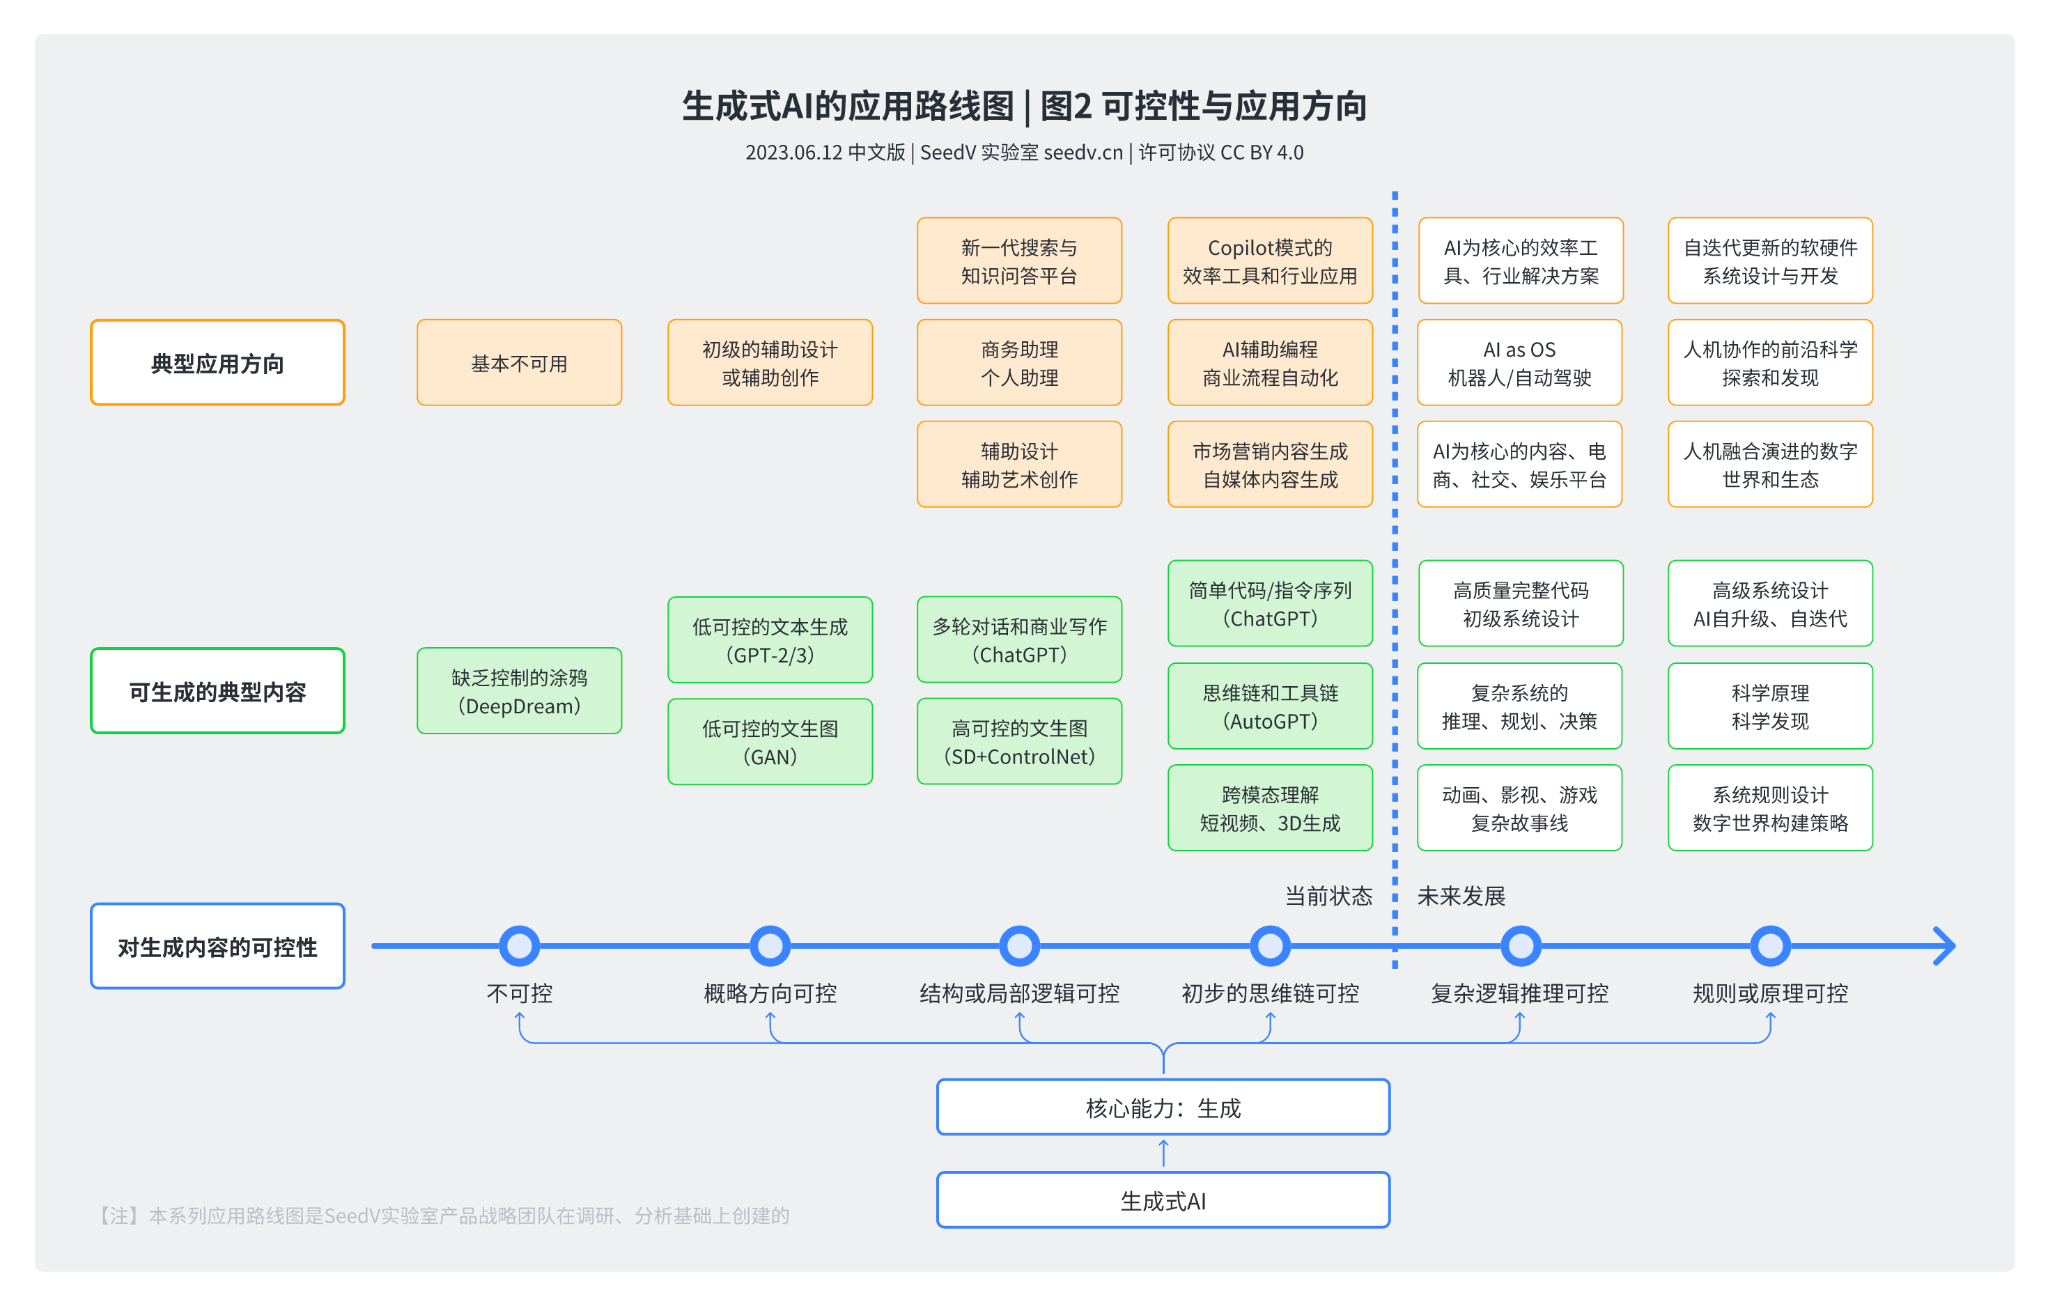 生成式AI的应用路线图 | 图2 可控性与应用方向
2023.06.12 中文版 | SeedV 实验室 seedv.cn | 许可协议 CC BY 4.0
典型应用方向
基本不可用
初级的辅助设计
或辅助创作
新一代搜索与
知识问答平台
商务助理
个人助理
辅助设计
辅助艺术创作
Copilot模式的
效率工具和行业应用
AI辅助编程
商业流程自动化
市场营销内容生成
自媒体内容生成
AI为核心的效率工
具、行业解决方案
AI as OS
机器人/自动驾驶
AI为核心的内容、电
商、社交、娱乐平台
自迭代更新的软硬件
系统设计与开发
人机协作的前沿科学
探索和发现
人机融合演进的数字
世界和生态
可生成的典型内容
缺乏控制的涂鸦
（DeepDream）
低可控的文本生成
（GPT-2/3）
低可控的文生图
（GAN）
多轮对话和商业写作
（ChatGPT）
高可控的文生图
（SD+ControlNet）
简单代码/指令序列
（ChatGPT）
思维链和工具链
（AutoGPT）
跨模态理解
短视频、3D生成
高质量完整代码
初级系统设计
复杂系统的
推理、规划、决策
动画、影视、游戏
复杂故事线
高级系统设计
AI自升级、自迭代
科学原理
科学发现
系统规则设计
数字世界构建策略
当前状态
未来发展
对生成内容的可控性
不可控
概略方向可控
结构或局部逻辑可控
初步的思维链可控
复杂逻辑推理可控
规则或原理可控
核心能力：生成
生成式AI
【注】本系列应用路线图是SeedV实验室产品战略团队在调研、分析基础上创建的